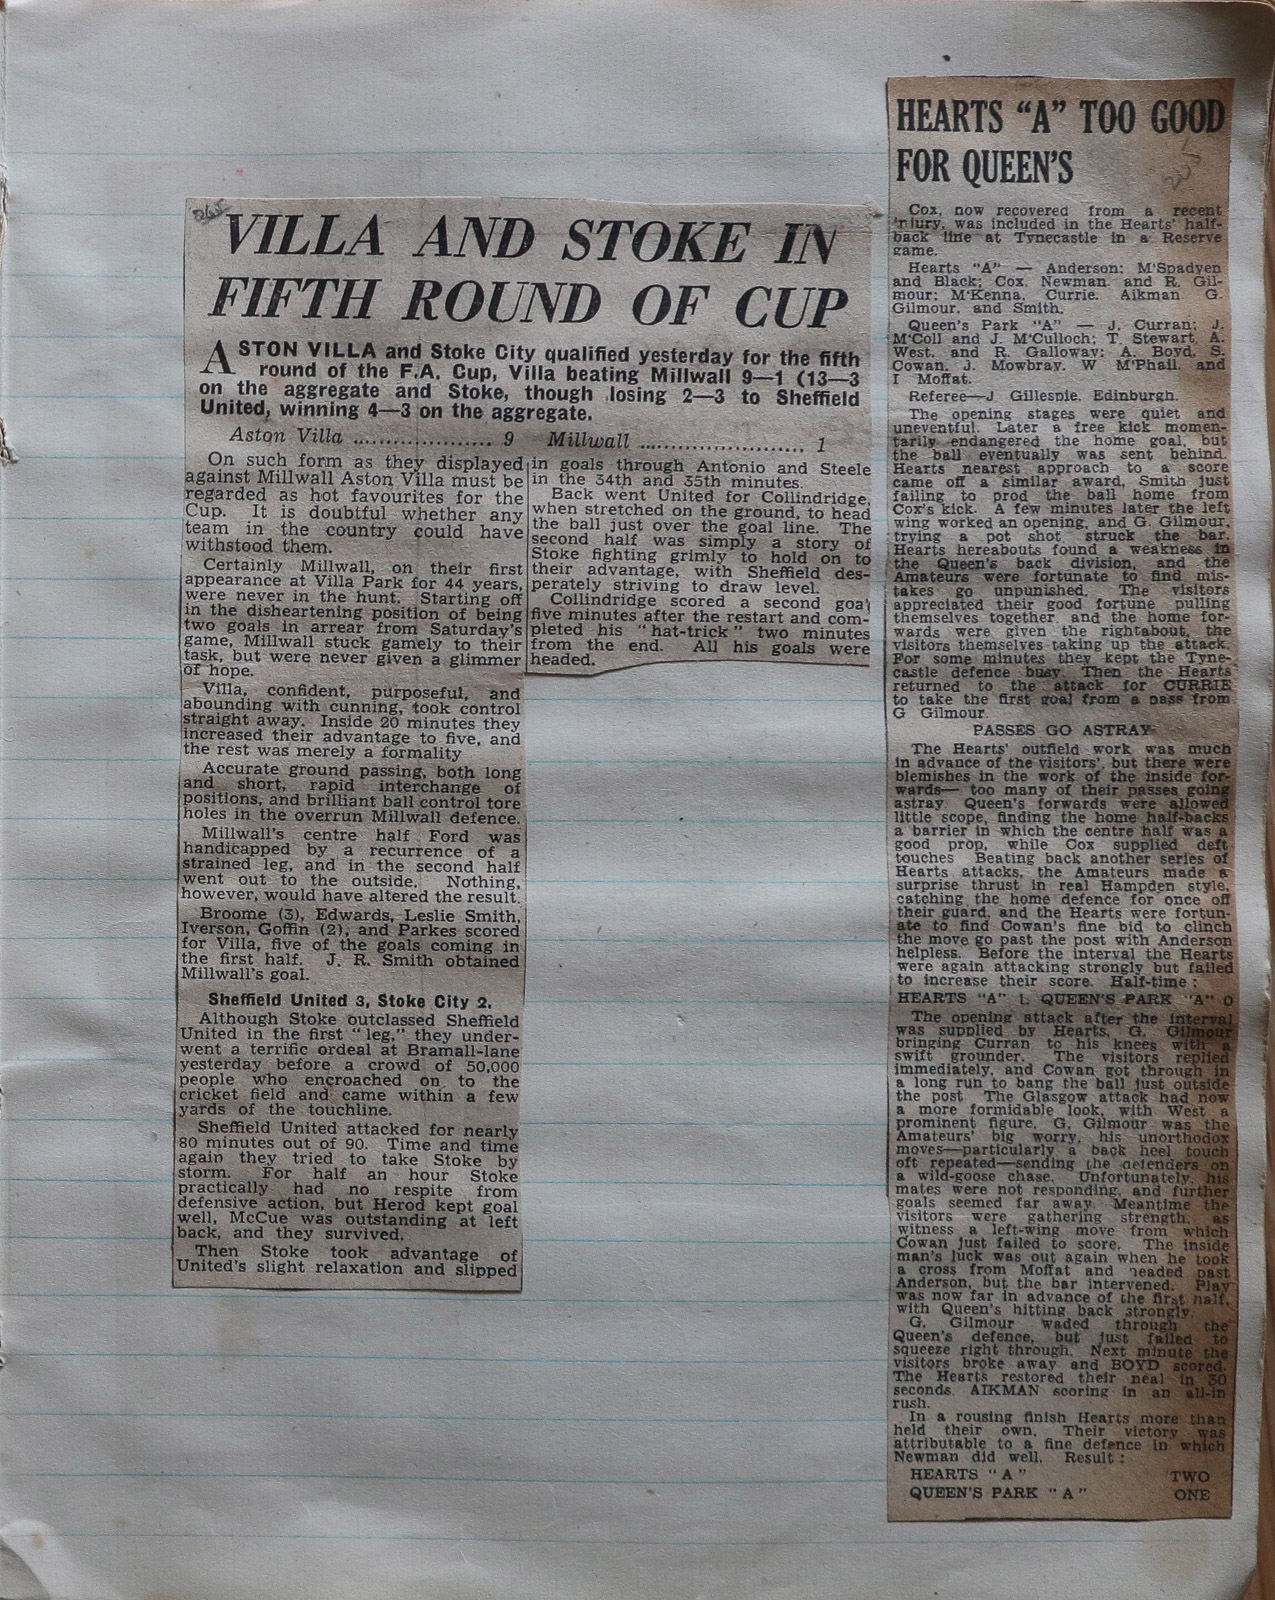 265
VILLA AND STOKE IN
FIFTH ROUND OF CUP
ASTON VILLA and Stoke City qualified yesterday for the fifth
round of the F.A. Cup, Villa beating Millwall 9—1 (13—3
on the aggregate and Stoke, though losing 2—3 to Sheffield
United, winning 4—3 on the aggregate.
Aston Villa .................... 9 Millwall ........................ 1
On such form as they displayed
against Millwall Aston Villa must be
regarded as hot favourites for the
Cup. It is doubtful whether any
team in the country could have
withstood them.
Certainly Millwall, on their first
appearance at Villa Park for 44 years,
were never in the hunt. Starting off
in the disheartening position of being
two goals in arrear from Saturday's
game, Millwall stuck gamely to their
task, but were never given a glimmer
of hope.
Villa, confident, purposeful, and
abounding with cunning, took control
straight away. Inside 20 minutes they
increased their advantage to five, and
the rest was merely a formality
Accurate ground passing, both long
and short, rapid interchange of
positions, and brilliant ball control tore
holes in the overrun Millwall defence.
Millwall's centre half Ford was
handicapped by a recurrence of a
strained leg, and in the second half
went out to the outside. Nothing,
however, would have altered the result.
Broome (3), Edwards, Leslie Smith,
Iverson, Goffin (2), and Parkes scored
for Villa, five of the goals coming in
the first half. J. R. Smith obtained
Millwall's goal.
Sheffield United 3, Stoke City 2.
Although Stoke outclassed Sheffield
United in the first "leg," they under-
went a terrific ordeal at Bramall-lane
yesterday before a crowd of 50,000
people who encroached on to the
cricket field and came within a few
yards of the touchline.
Sheffield United attacked for nearly
80 minutes out of 90. Time and time
again they tried to take Stoke by
storm. For half an hour Stoke
practically had no respite from
defensive action, but Herod kept goal
well, McCue was outstanding at left
back, and they survived.
Then Stoke took advantage of
United's slight relaxation and slipped
in goals through Antonio and Steele
in the 34th and 35th minutes.
Back went United for Collindridge,
when stretched on the ground, to head
the ball just over the goal line. The
second half was simply a story of
Stoke fighting grimly to hold on to
their advantage, with Sheffield des-
perately striving to draw level.
Collindridge scored a second goal
five minutes after the restart and com-
pleted his "hat-trick" two minutes
from the end. All his goals were
headed.
HEARTS "A" TOO GOOD
FOR QUEEN'S
Cox, now recovered from a recent
injury, was included in the Hearts' half-
back line at Tynecastle in a Reserve
game.
Hearts "A" — Anderson; M'Spadyen
and Black; Cox, Newman, and R. Gil-
mour; M'Kenna, Currie, Aikman G.
Gilmour, and Smith.
Queen's Park "A" — J. Curran; J.
M'Coll and J. M'Culloch; T. Stewart, A.
West, and R. Galloway; A. Boyd, S.
Cowan, J. Mowbray, W M'Phail, and
I Moffat.
Referee—J Gillespie, Edinburgh.
The opening stages were quiet and
uneventful. Later a free kick momen-
tarily endangered the home goal, but
the ball eventually was sent behind.
Hearts nearest approach to a score
came off a similar award, Smith just
failing to prod the ball home from
Cox's kick. A few minutes later the left
wing worked an opening, and G. Gilmour,
trying a pot shot, struck the bar.
Hearts hereabouts found a weakness in
the Queen's back division, and the
Amateurs were fortunate to find mis-
takes go unpunished. The visitors
appreciated their good fortune pulling
themselves together, and the home for-
wards were given the rightabout, the
visitors themselves taking up the attack.
For some minutes they kept the Tyne-
castle defence busy. Then the Hearts
returned to the attack for CURRIE
to take the first goal from a pass from
G Gilmour.
PASSES GO ASTRAY
The Hearts' outfield work was much
in advance of the visitors', but there were
blemishes in the work of the inside for-
wards— too many of their passes going
astray. Queen's forwards were allowed
little scope, finding the home half-backs
a barrier in which the centre half was a
good prop, while Cox supplied deft
touches Beating back another series of
Hearts attacks, the Amateurs made a
surprise thrust in real Hampden style,
catching the home defence for once off
their guard, and the Hearts were fortun-
ate to find Cowan's fine bid to clinch
the move go past the post with Anderson
helpless. Before the interval the Hearts
were again attacking strongly but failed
to increase their score. Half-time:
HEARTS "A" 1, QUEEN'S PARK "A" 0
The opening attack after the interval
was supplied by Hearts, G. Gilmour
bringing Curran to his knees with a
swift grounder. The visitors replied
immediately, and Cowan got through in
a long run to bang the ball just outside
the post The Glasgow attack had now
a more formidable look, with West a
prominent figure. G. Gilmour was the
Amateurs' big worry, his unorthodox
moves—particularly a back heel touch
oft repeated—sending the defenders on
a wild-goose chase. Unfortunately, his
mates were not responding, and further
goals seemed far away. Meantime the
visitors were gathering strength, as
witness a left-wing move from which
Cowan just failed to score. The inside
man's luck was out again when he took
a cross from Moffat and headed past
Anderson, but the bar intervened. Play
was now far in advance of the first half,
with Queen's hitting back strongly.
G. Gilmour waded through the
Queen's defence, but just failed to
squeeze right through. Next minute the
visitors broke away and BOYD scored.
The Hearts restored their neal in 30
seconds, AIKMAN scoring in an all-in
rush.
In a rousing finish Hearts more than
held their own. Their victory was
attributable to a fine defence in which
Newman did well. Result:
HEARTS "A" TWO
QUEEN'S PARK "A" ONE